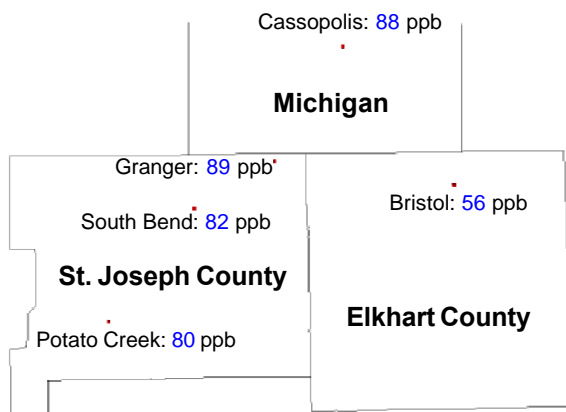 Cassopolis: 88 ppb
Michigan
Granger: 89 ppb
South Bend: 82 ppb
Bristol: 56 ppb
St. Joseph County
Elkhart County
Potato Creek: 80 ppb